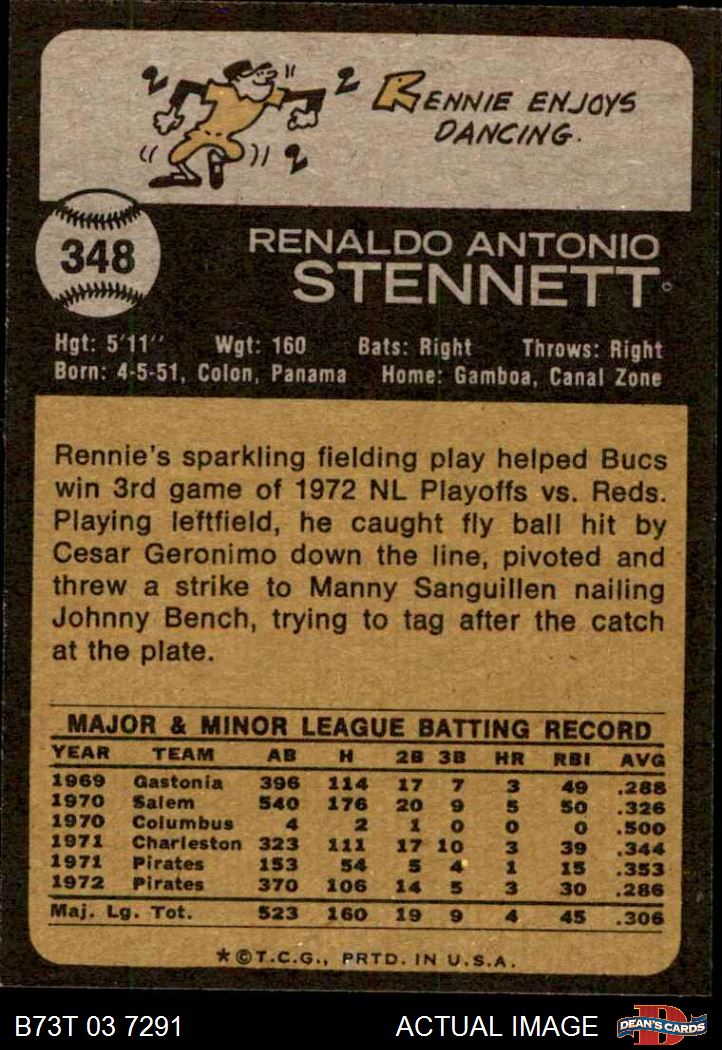 RENNIE ENJOYS
DANCING.
348
RENALDO ANTONIO
STENNETT
Hgt: 5'11" Wgt: 160 Bats: Right Throws: Right
Born: 4-5-51, Colon, Panama Home: Gamboa, Canal Zone
Rennie's sparkling fielding play helped Bucs
win 3rd game of 1972 NL Playoffs vs. Reds.
Playing leftfield, he caught fly ball hit by
Cesar Geronimo down the line, pivoted and
threw a strike to Manny Sanguillen nailing
Johnny Bench, trying to tag after the catch
at the plate.
MAJOR & MINOR LEAGUE BATTING RECORD
YEAR TEAM AB H 2B 3B HR RBI AVG
1969 Gastonia 396 114 17 7 3 49 .288
1970 Salem 540 176 20 9 5 50 .326
1970 Columbus 4 2 1 0 0 0 .500
1971 Charleston 323 111 17 10 3 39 .344
1971 Pirates 153 54 5 4 1 15 .353
1972 Pirates 370 106 14 5 3 30 .286
Maj. Lg. Tot. 523 160 19 9 4 45 .306
*©T.C.G., PRTD. IN U.S.A.
B73T 03 7291 ACTUAL IMAGE D DEAN'S CARDS